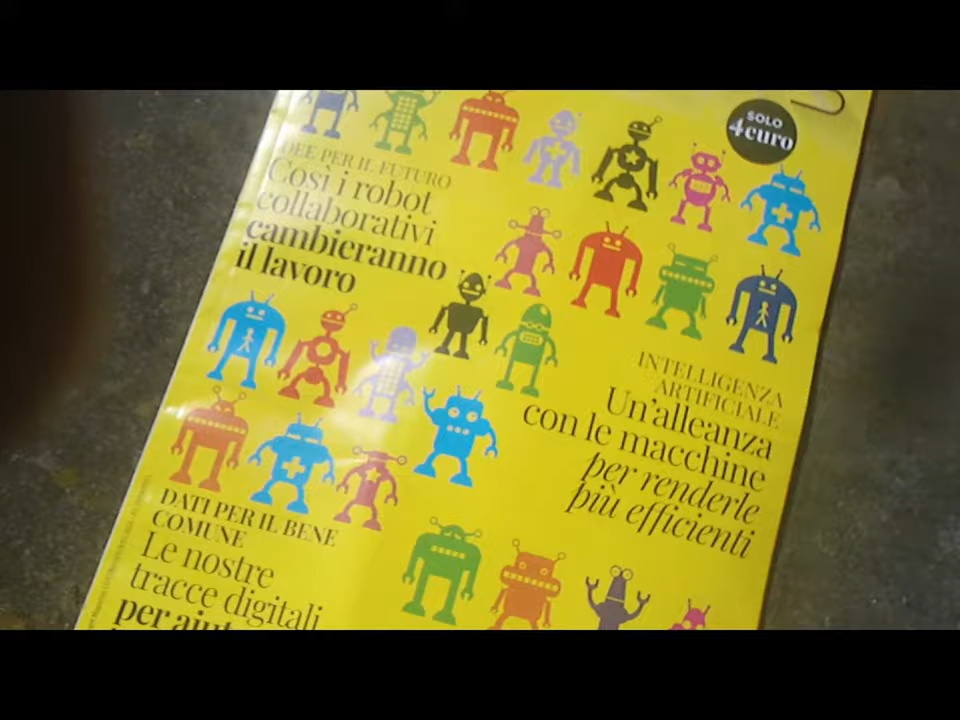 SOLO
4euro
IDEE PER IL FUTURO
Così i robot
collaborativi
cambieranno
il lavoro
INTELLIGENZA
ARTIFICIALE
Un'alleanza
con le macchine
per renderle
più efficienti
DATI PER IL BENE
COMUNE
Le nostre
tracce digitali
per